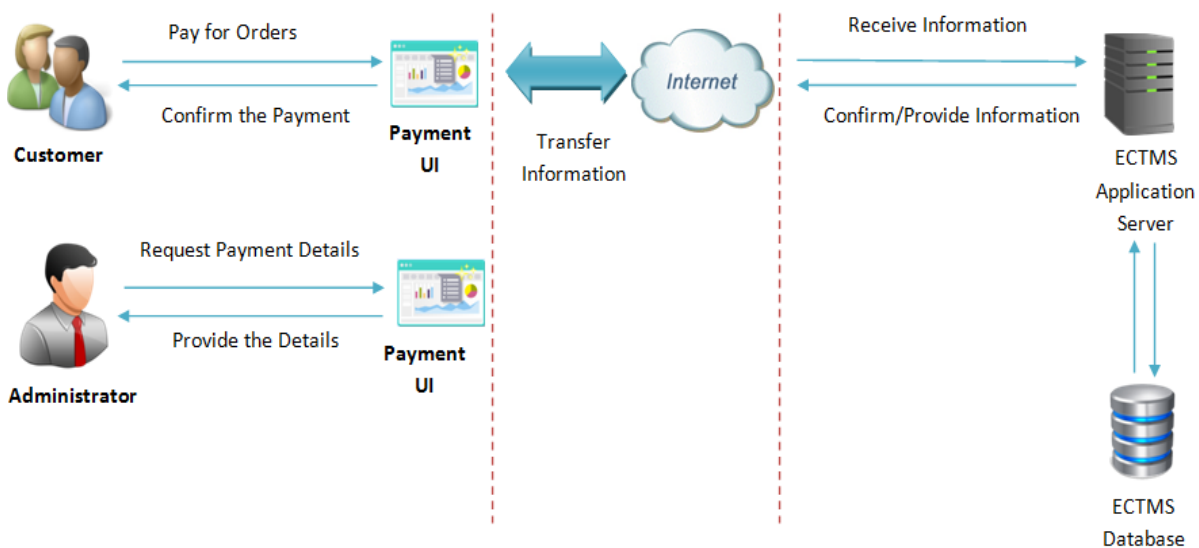 Pay for Orders
Confirm the Payment
Customer
Payment
UI
Transfer
Information
Internet
Receive Information
Confirm/Provide Information
ECTMS
Application
Server
Request Payment Details
Provide the Details
Administrator
Payment
UI
ECTMS
Database